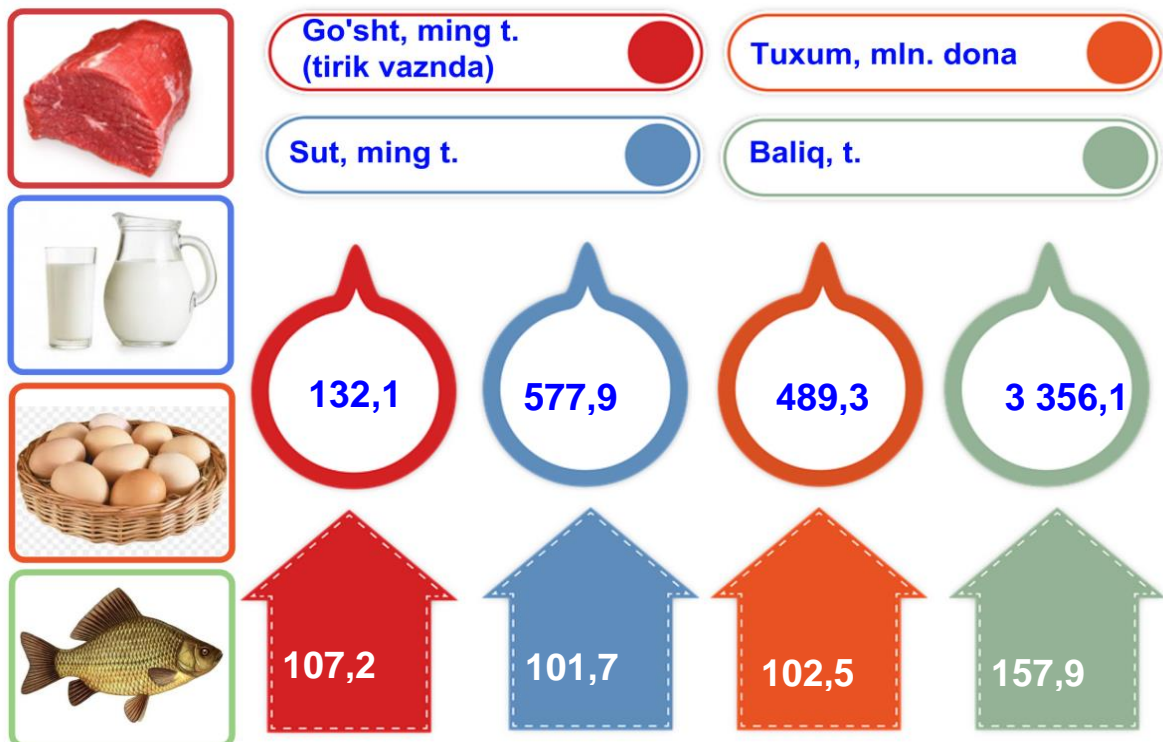 Go'sht, ming t.
(tirik vaznda)
Tuxum, mln. dona
Sut, ming t.
Baliq, t.
132,1
577,9
489,3
3 356,1
107,2
101,7
102,5
157,9